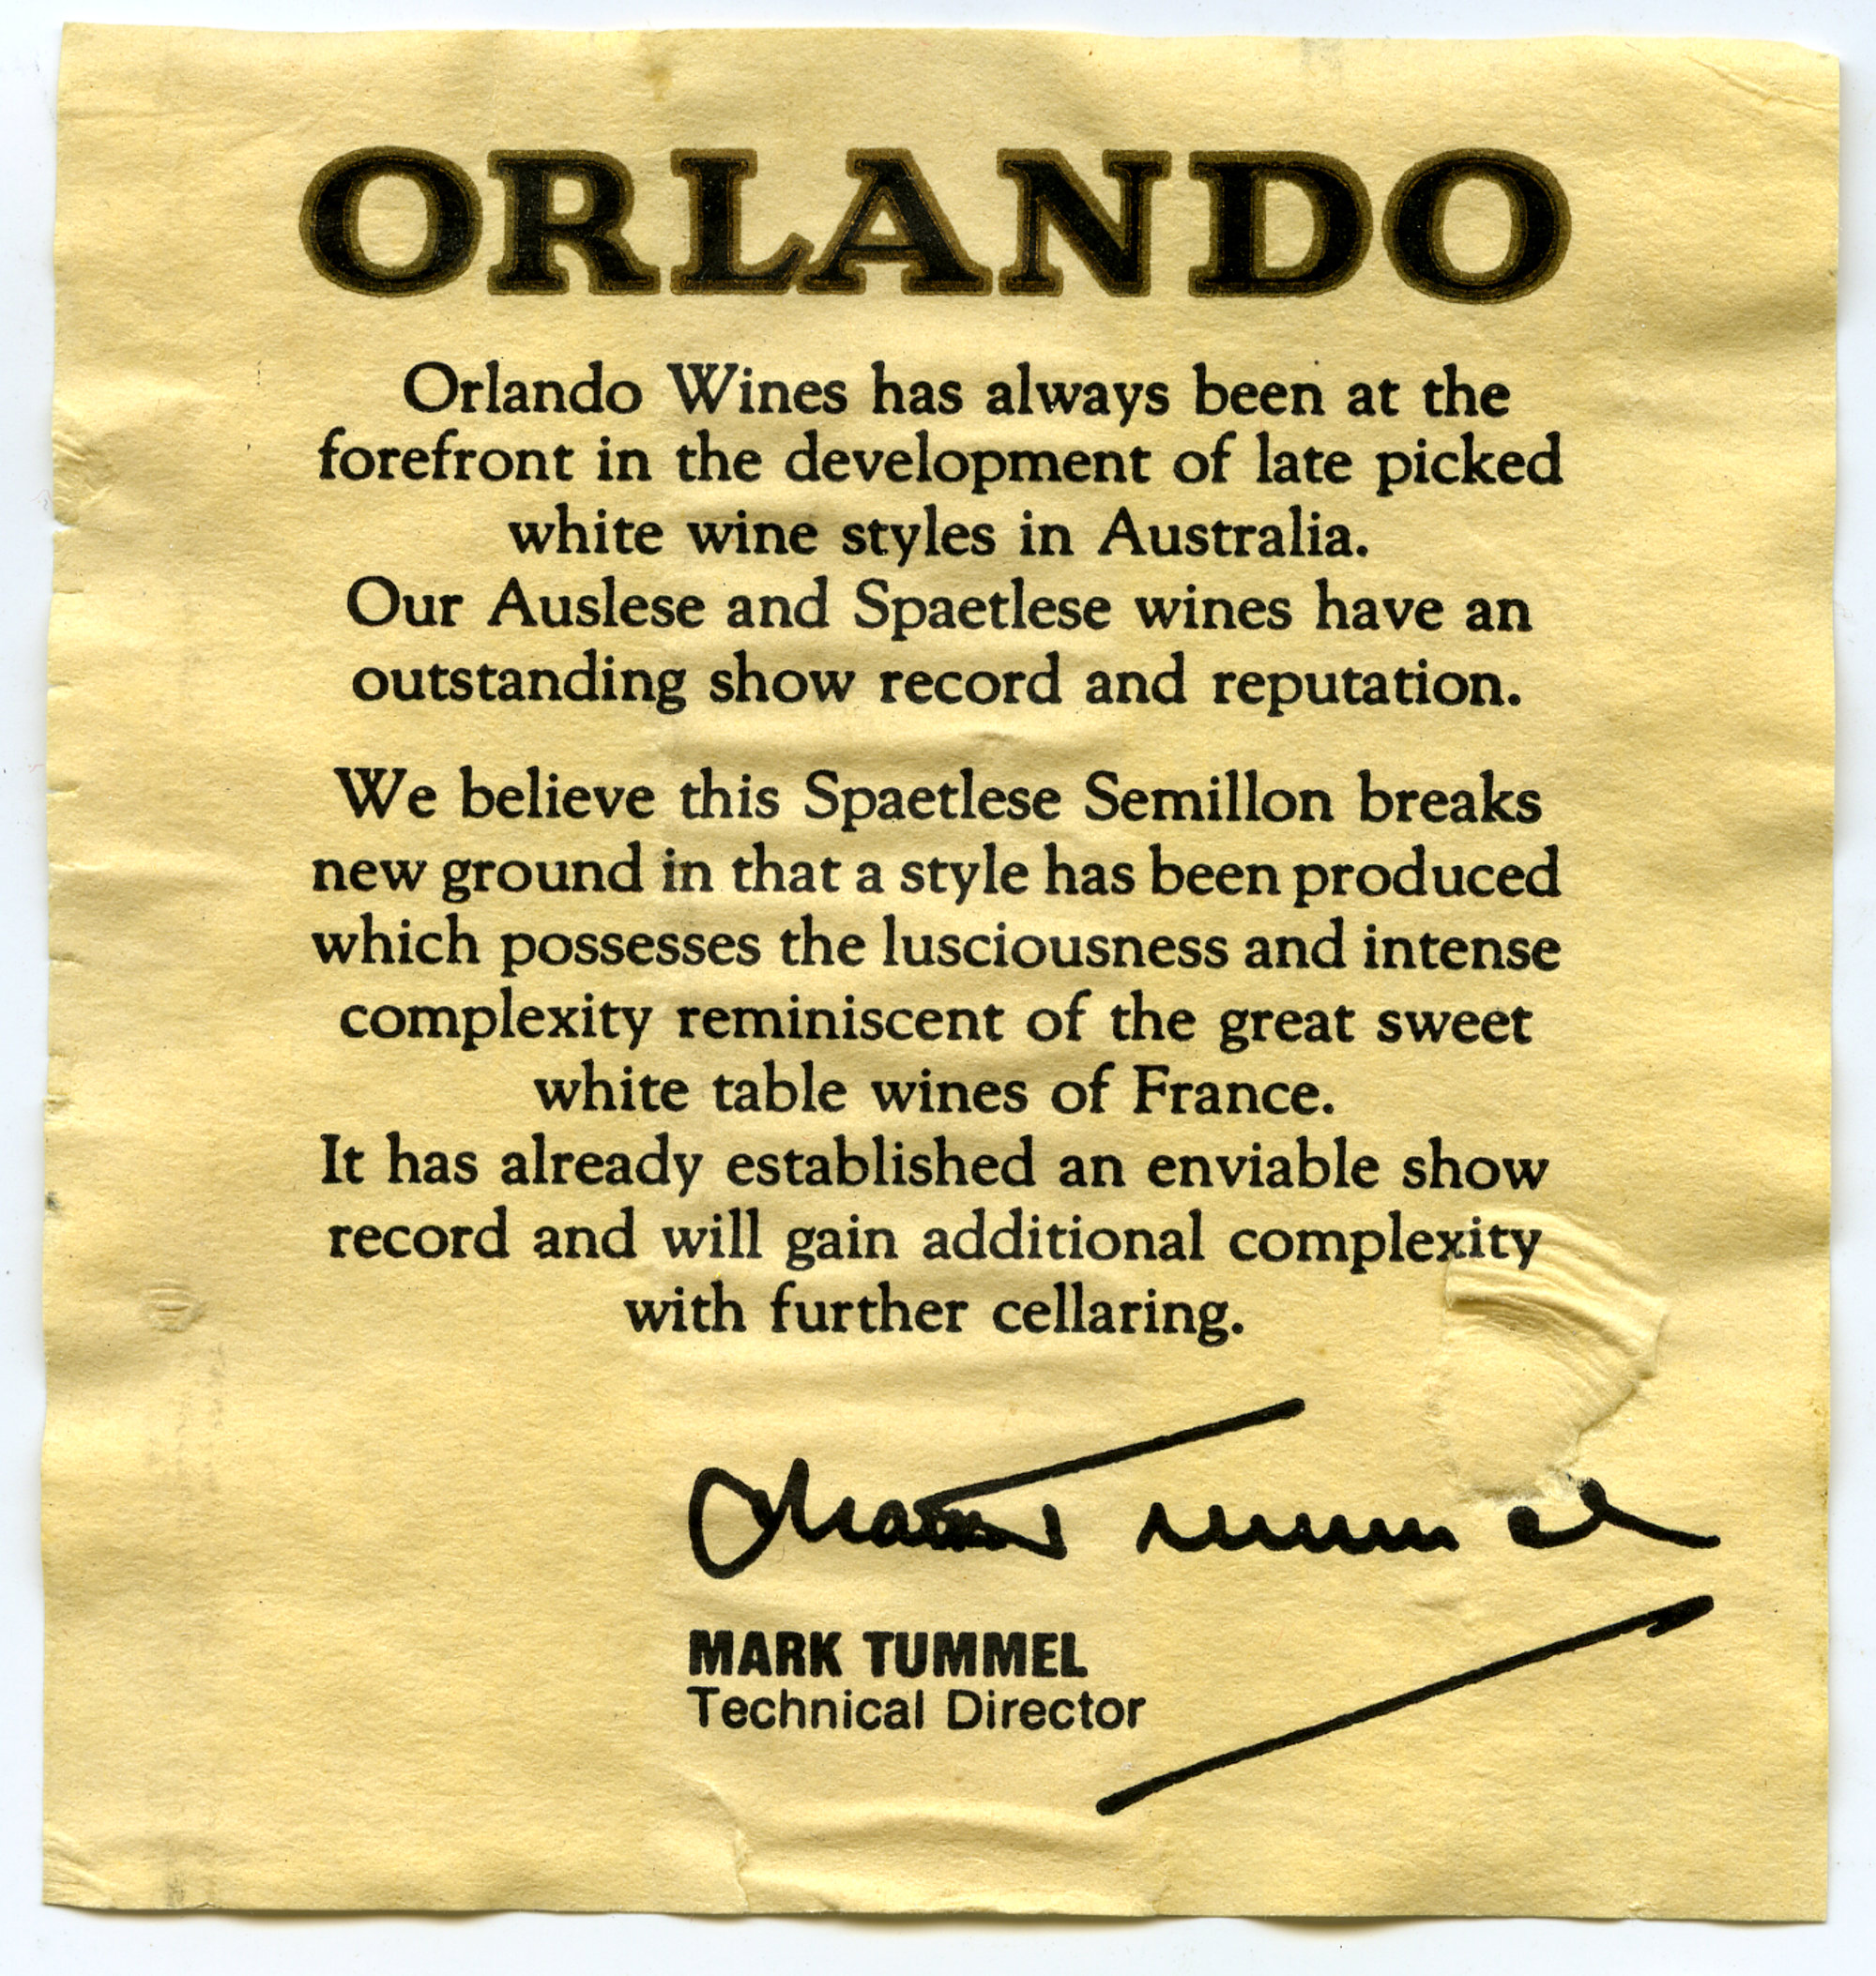 ORLANDO
Orlando Wines has always been at the
forefront in the development of late picked
white wine styles in Australia.
Our Auslese and Spaetlese wines have an
outstanding show record and reputation.
We believe this Spaetlese Semillon breaks
new ground in that a style has been produced
which possesses the lusciousness and intense
complexity reminiscent of the great sweet
white table wines of France.
It has already established an enviable show
record and will gain additional complexity
with further cellaring.
Mark Tummel
MARK TUMMEL
Technical Director